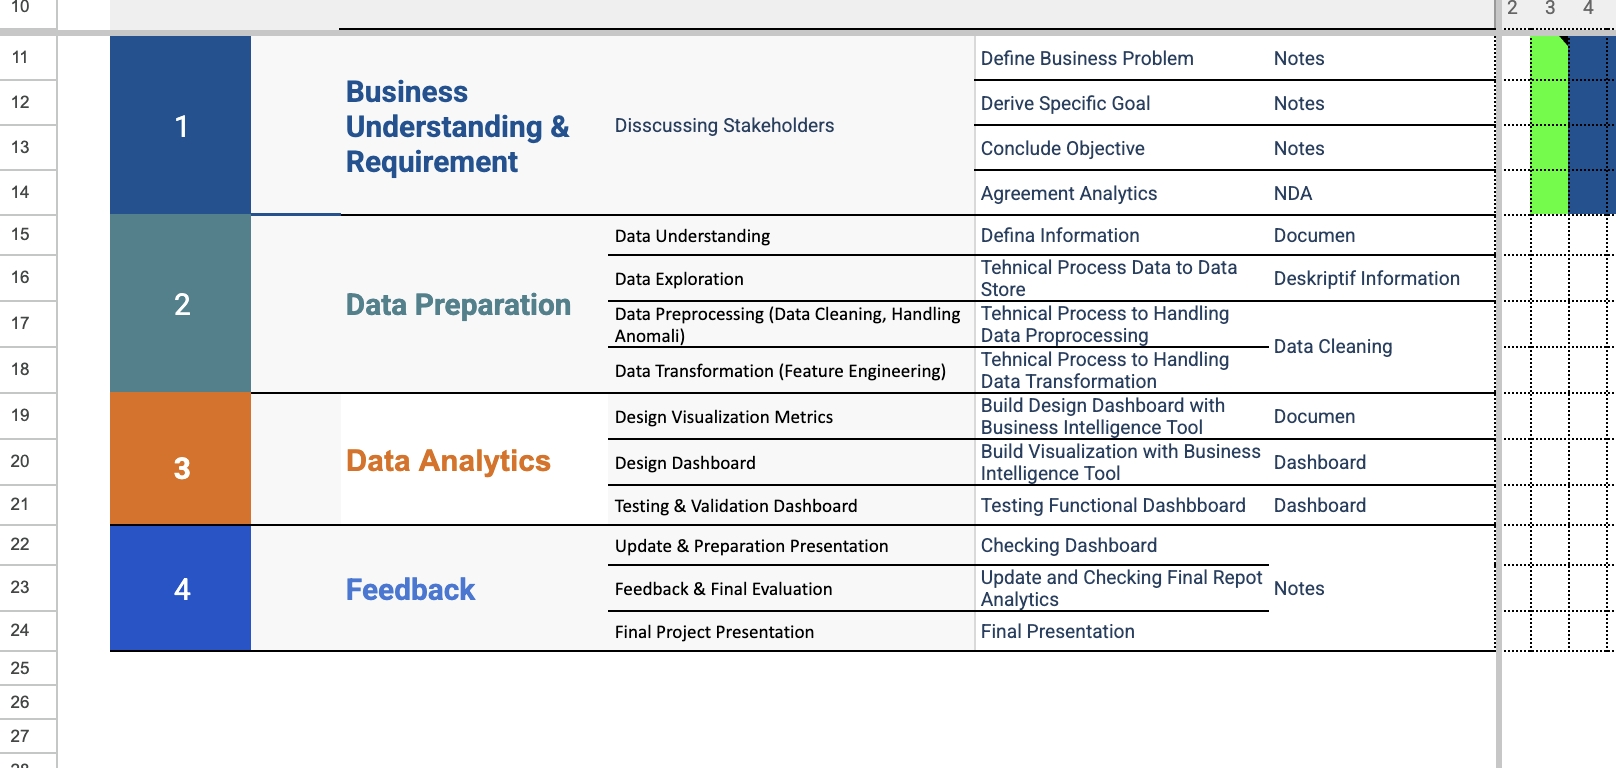 10 2 3 4
11 Define Business Problem Notes
12 Derive Specific Goal Notes
1
Business
Understanding &
Requirement
Disscussing Stakeholders
13 Conclude Objective Notes
14 Agreement Analytics NDA
15 Data Understanding Defina Information Documen
16 Data Exploration
Tehnical Process Data to Data
Store
Deskriptif Information
2
Data Preparation
17
Data Preprocessing (Data Cleaning, Handling
Anomali)
Tehnical Process to Handling
Data Proprocessing
Data Cleaning
18 Data Transformation (Feature Engineering)
Tehnical Process to Handling
Data Transformation
19 Design Visualization Metrics
Build Design Dashboard with
Business Intelligence Tool
Documen
3
Data Analytics
20 Design Dashboard
Build Visualization with Business
Intelligence Tool
Dashboard
21 Testing & Validation Dashboard Testing Functional Dashbboard Dashboard
22 Update & Preparation Presentation Checking Dashboard
4
Feedback
23 Feedback & Final Evaluation
Update and Checking Final Repot
Analytics
Notes
24 Final Project Presentation Final Presentation
25
26
27
28